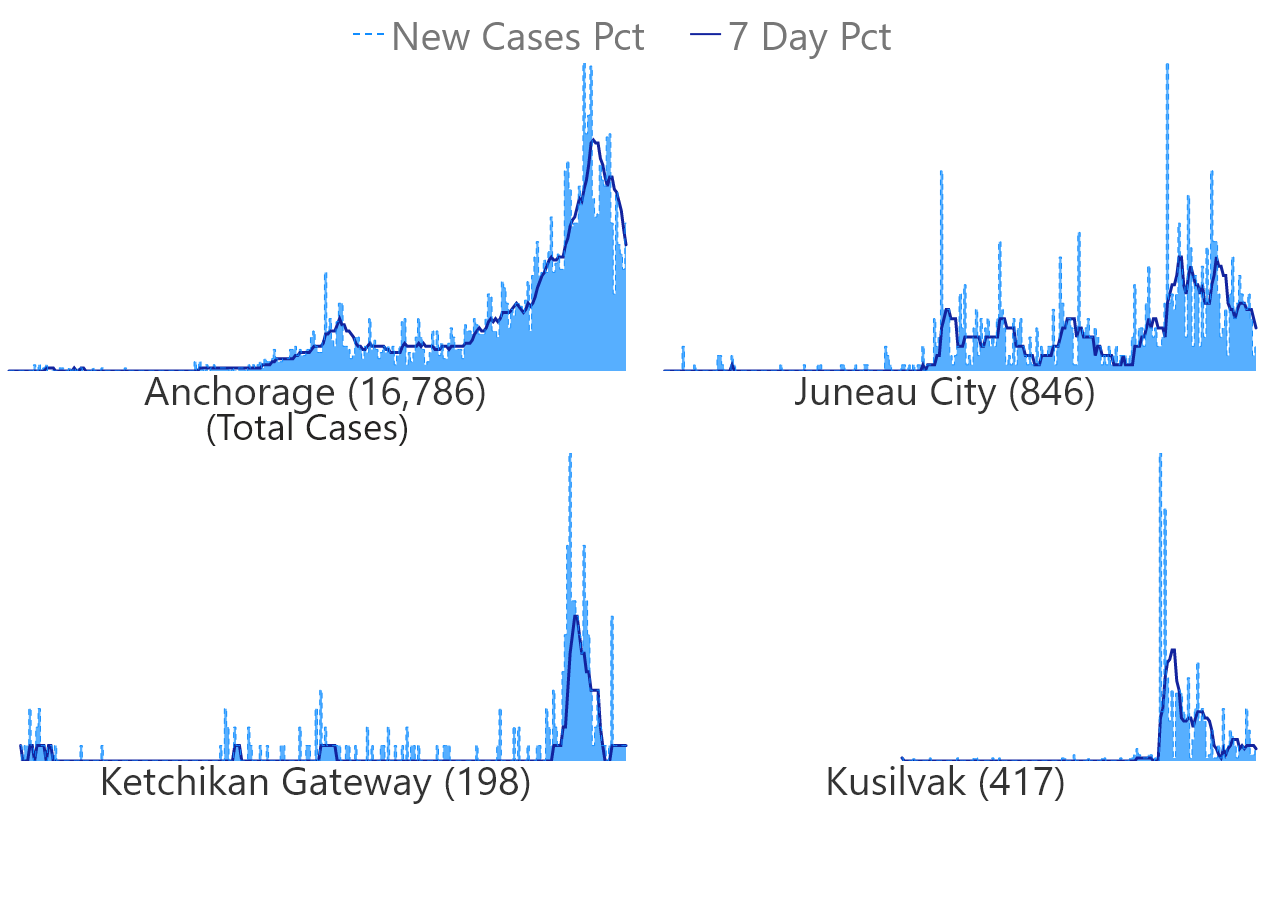 New Cases Pct 7 Day Pct
Anchorage (16,786) Juneau City (846)
(Total Cases)
Ketchikan Gateway (198) Kusilvak (417)